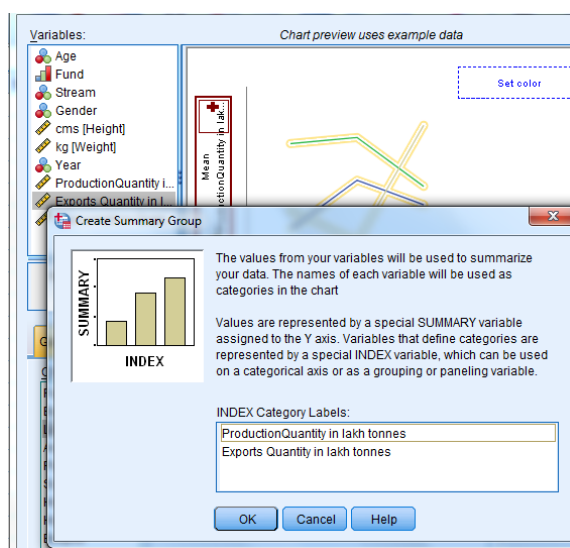 Variables:
Chart preview uses example data
Age
Fund
Stream
Gender
cms [Height]
kg [Weight]
Year
ProductionQuantity i...
Exports Quantity in l...
Set color
Mean
ductionQuantity in lak...
Create Summary Group
SUMMARY
INDEX
The values from your variables will be used to summarize
your data. The names of each variable will be used as
categories in the chart
Values are represented by a special SUMMARY variable
assigned to the Y axis. Variables that define categories are
represented by a special INDEX variable, which can be used
on a categorical axis or as a grouping or paneling variable.
INDEX Category Labels:
ProductionQuantity in lakh tonnes
Exports Quantity in lakh tonnes
OK
Cancel
Help